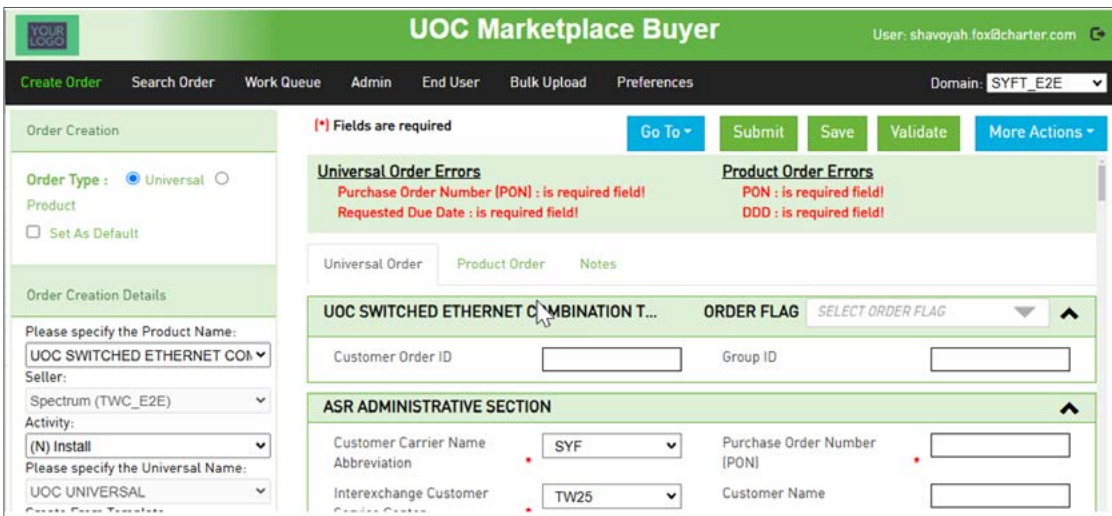 YOUR
LOGO
UOC Marketplace Buyer
User: shavoyah.fox@charter.com
Create Order Search Order Work Queue Admin End User Bulk Upload Preferences Domain: SYFT_E2E
Order Creation
Order Type : Universal
Product
Set As Default
Order Creation Details
Please specify the Product Name:
UOC SWITCHED ETHERNET COM
Seller:
Spectrum (TWC_E2E)
Activity:
(N) Install
Please specify the Universal Name:
UOC UNIVERSAL
Create From Template
(*) Fields are required
Go To Submit Save Validate More Actions
Universal Order Errors
Purchase Order Number (PON) : is required field!
Requested Due Date : is required field!
Product Order Errors
PON : is required field!
DDD : is required field!
Universal Order Product Order Notes
UOC SWITCHED ETHERNET COMBINATION T... ORDER FLAG SELECT ORDER FLAG
Customer Order ID Group ID
ASR ADMINISTRATIVE SECTION
Customer Carrier Name
Abbreviation * SYF
Purchase Order Number
(PON) *
Interexchange Customer
Service Center * TW25
Customer Name